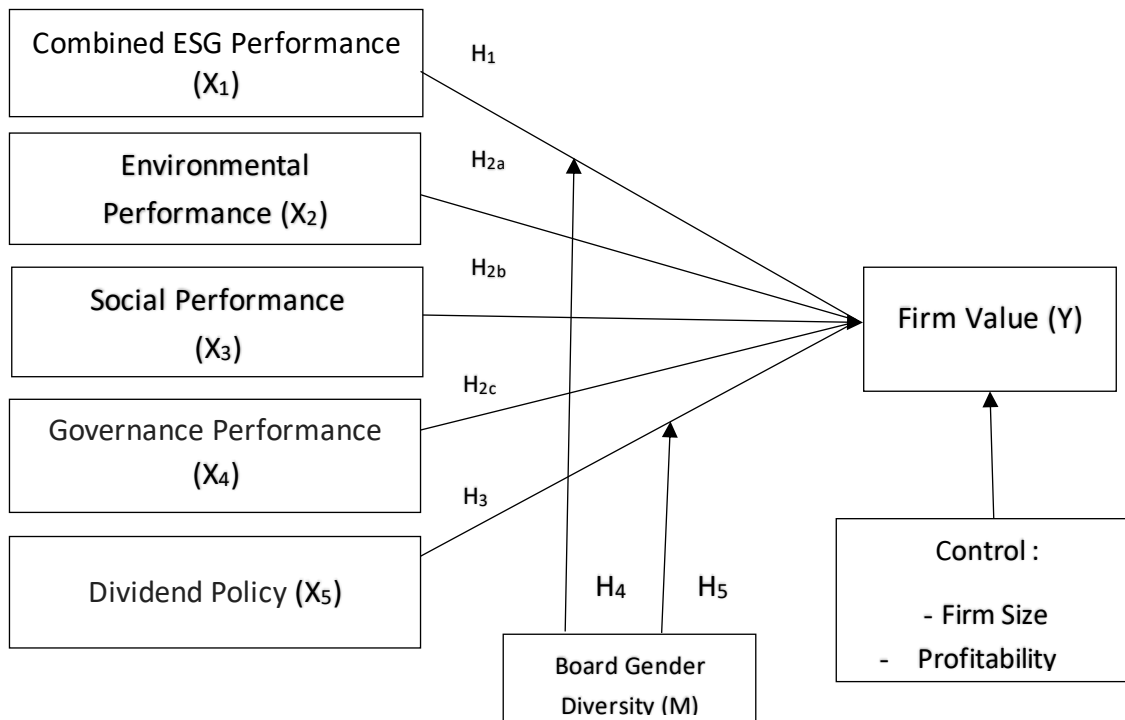 Combined ESG Performance
(X₁)
H₁
Environmental
Performance (X₂)
H₂ₐ
Social Performance
(X₃)
H₂b
Firm Value (Y)
Governance Performance
(X₄)
H₂c
Dividend Policy (X₅)
H₃
H₄
H₅
Board Gender
Diversity (M)
Control :
- Firm Size
- Profitability